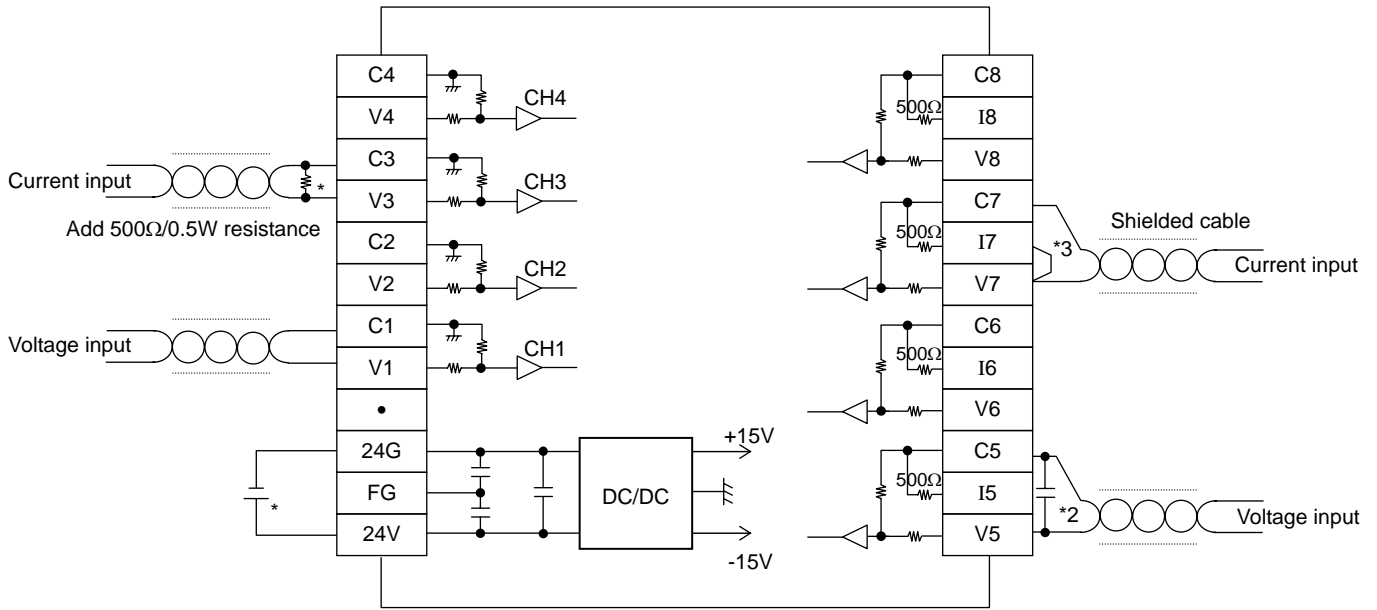 C4
V4
C3
V3
C2
V2
C1
V1
•
24G
FG
24V
CH4
CH3
CH2
CH1
Current input
*
Add 500Ω/0.5W resistance
Voltage input
*
DC/DC
+15V
-15V
C8
I8
V8
C7
I7
V7
C6
I6
V6
C5
I5
V5
500Ω
500Ω
500Ω
500Ω
Shielded cable
*3
Current input
*2
Voltage input